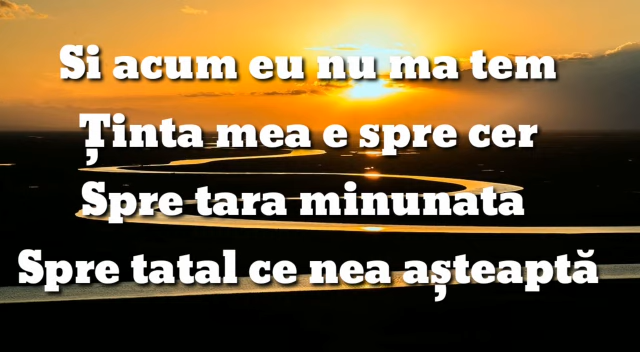 Si acum eu nu ma tem
Ținta mea e spre cer
Spre tara minunata
Spre tatal ce nea așteaptă